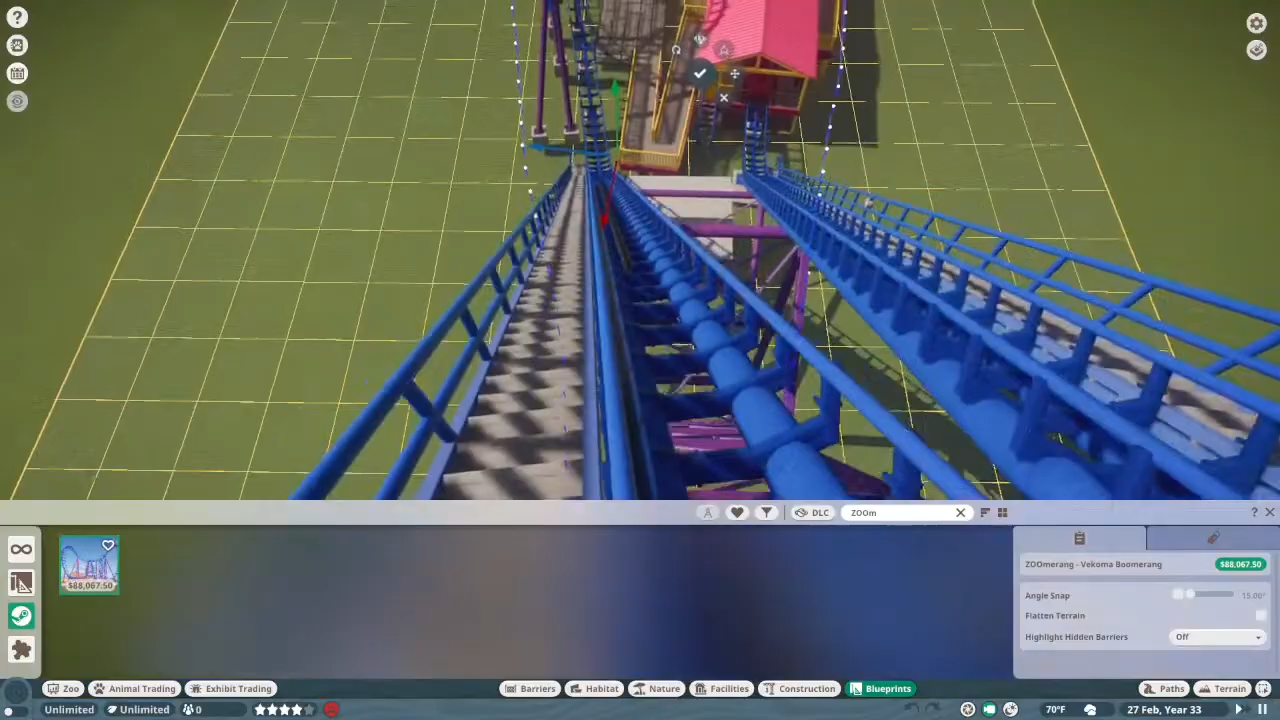 DLC
ZOOm
?
$88,067.50
ZOOmerang - Vekoma Boomerang
$88,067.50
Angle Snap
15.00°
Flatten Terrain
Highlight Hidden Barriers
Off
Zoo
Animal Trading
Exhibit Trading
Barriers
Habitat
Nature
Facilities
Construction
Blueprints
Paths
Terrain
Unlimited
Unlimited
0
70°F
27 Feb, Year 33